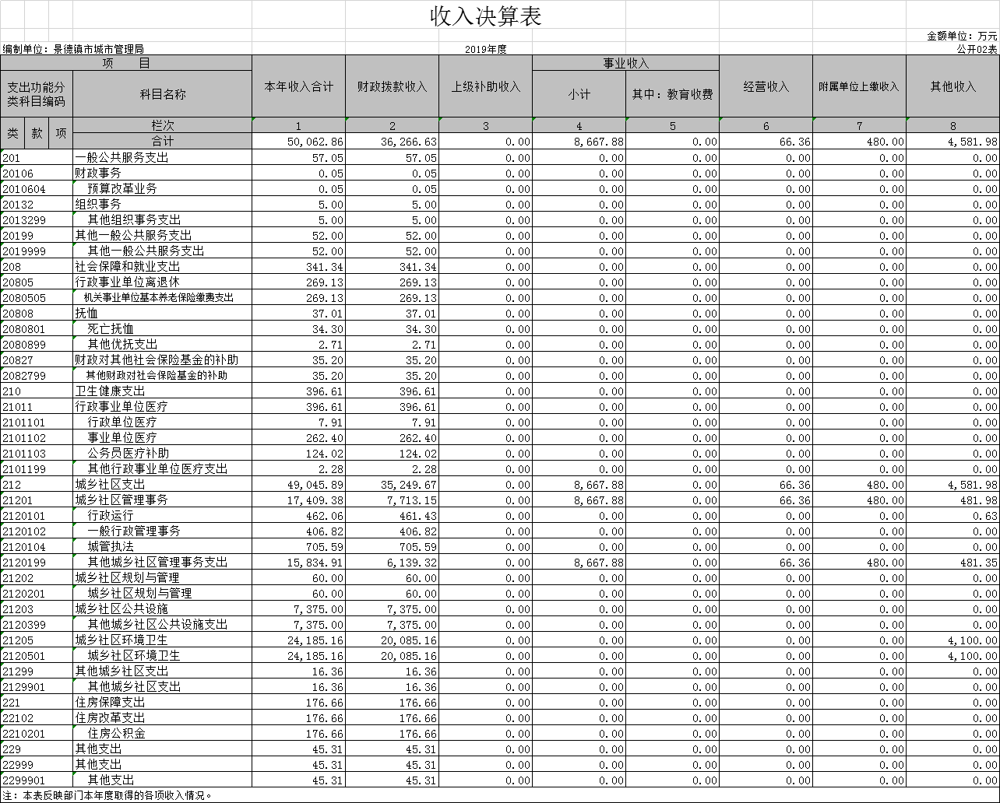 收入决算表
金额单位：万元
编制单位：景德镇市城市管理局 2019年度 公开02表
项 目 本年收入合计 财政拨款收入 上级补助收入 事业收入 经营收入 附属单位上缴收入 其他收入
支出功能分类科目编码 科目名称 小计 其中：教育收费
类 款 项 栏次 1 2 3 4 5 6 7 8
合计 50,062.86 36,266.63 0.00 8,667.88 0.00 66.36 480.00 4,581.98
201 一般公共服务支出 57.05 57.05 0.00 0.00 0.00 0.00 0.00 0.00
20106 财政事务 0.05 0.05 0.00 0.00 0.00 0.00 0.00 0.00
2010604 预算改革业务 0.05 0.05 0.00 0.00 0.00 0.00 0.00 0.00
20132 组织事务 5.00 5.00 0.00 0.00 0.00 0.00 0.00 0.00
2013299 其他组织事务支出 5.00 5.00 0.00 0.00 0.00 0.00 0.00 0.00
20199 其他一般公共服务支出 52.00 52.00 0.00 0.00 0.00 0.00 0.00 0.00
2019999 其他一般公共服务支出 52.00 52.00 0.00 0.00 0.00 0.00 0.00 0.00
208 社会保障和就业支出 341.34 341.34 0.00 0.00 0.00 0.00 0.00 0.00
20805 行政事业单位离退休 269.13 269.13 0.00 0.00 0.00 0.00 0.00 0.00
2080505 机关事业单位基本养老保险缴费支出 269.13 269.13 0.00 0.00 0.00 0.00 0.00 0.00
20808 抚恤 37.01 37.01 0.00 0.00 0.00 0.00 0.00 0.00
2080801 死亡抚恤 34.30 34.30 0.00 0.00 0.00 0.00 0.00 0.00
2080899 其他优抚支出 2.71 2.71 0.00 0.00 0.00 0.00 0.00 0.00
20827 财政对其他社会保险基金的补助 35.20 35.20 0.00 0.00 0.00 0.00 0.00 0.00
2082799 其他财政对社会保险基金的补助 35.20 35.20 0.00 0.00 0.00 0.00 0.00 0.00
210 卫生健康支出 396.61 396.61 0.00 0.00 0.00 0.00 0.00 0.00
21011 行政事业单位医疗 396.61 396.61 0.00 0.00 0.00 0.00 0.00 0.00
2101101 行政单位医疗 7.91 7.91 0.00 0.00 0.00 0.00 0.00 0.00
2101102 事业单位医疗 262.40 262.40 0.00 0.00 0.00 0.00 0.00 0.00
2101103 公务员医疗补助 124.02 124.02 0.00 0.00 0.00 0.00 0.00 0.00
2101199 其他行政事业单位医疗支出 2.28 2.28 0.00 0.00 0.00 0.00 0.00 0.00
212 城乡社区支出 49,045.89 35,249.67 0.00 8,667.88 0.00 66.36 480.00 4,581.98
21201 城乡社区管理事务 17,409.38 7,713.15 0.00 8,667.88 0.00 66.36 480.00 481.98
2120101 行政运行 462.06 461.43 0.00 0.00 0.00 0.00 0.00 0.63
2120102 一般行政管理事务 406.82 406.82 0.00 0.00 0.00 0.00 0.00 0.00
2120104 城管执法 705.59 705.59 0.00 0.00 0.00 0.00 0.00 0.00
2120199 其他城乡社区管理事务支出 15,834.91 6,139.32 0.00 8,667.88 0.00 66.36 480.00 481.35
21202 城乡社区规划与管理 60.00 60.00 0.00 0.00 0.00 0.00 0.00 0.00
2120201 城乡社区规划与管理 60.00 60.00 0.00 0.00 0.00 0.00 0.00 0.00
21203 城乡社区公共设施 7,375.00 7,375.00 0.00 0.00 0.00 0.00 0.00 0.00
2120399 其他城乡社区公共设施支出 7,375.00 7,375.00 0.00 0.00 0.00 0.00 0.00 0.00
21205 城乡社区环境卫生 24,185.16 20,085.16 0.00 0.00 0.00 0.00 0.00 4,100.00
2120501 城乡社区环境卫生 24,185.16 20,085.16 0.00 0.00 0.00 0.00 0.00 4,100.00
21299 其他城乡社区支出 16.36 16.36 0.00 0.00 0.00 0.00 0.00 0.00
2129901 其他城乡社区支出 16.36 16.36 0.00 0.00 0.00 0.00 0.00 0.00
221 住房保障支出 176.66 176.66 0.00 0.00 0.00 0.00 0.00 0.00
22102 住房改革支出 176.66 176.66 0.00 0.00 0.00 0.00 0.00 0.00
2210201 住房公积金 176.66 176.66 0.00 0.00 0.00 0.00 0.00 0.00
229 其他支出 45.31 45.31 0.00 0.00 0.00 0.00 0.00 0.00
22999 其他支出 45.31 45.31 0.00 0.00 0.00 0.00 0.00 0.00
2299901 其他支出 45.31 45.31 0.00 0.00 0.00 0.00 0.00 0.00
注：本表反映部门本年度取得的各项收入情况。